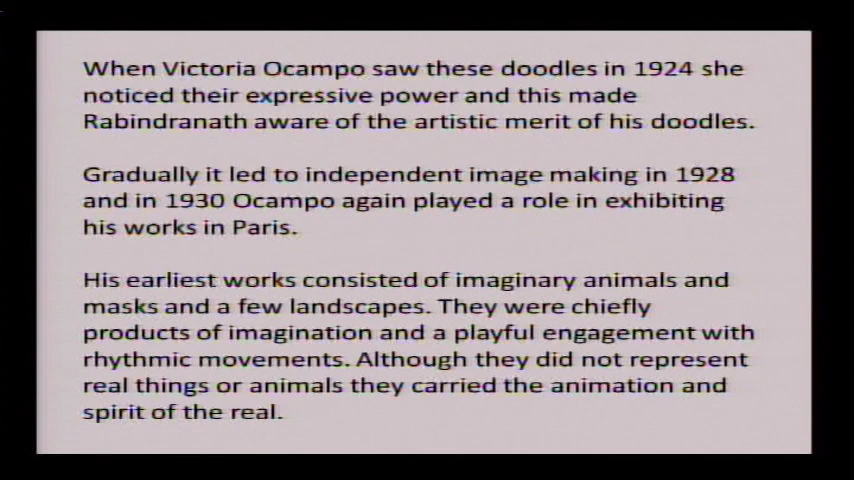 When Victoria Ocampo saw these doodles in 1924 she
noticed their expressive power and this made
Rabindranath aware of the artistic merit of his doodles.
Gradually it led to independent image making in 1928
and in 1930 Ocampo again played a role in exhibiting
his works in Paris.
His earliest works consisted of imaginary animals and
masks and a few landscapes. They were chiefly
products of imagination and a playful engagement with
rhythmic movements. Although they did not represent
real things or animals they carried the animation and
spirit of the real.